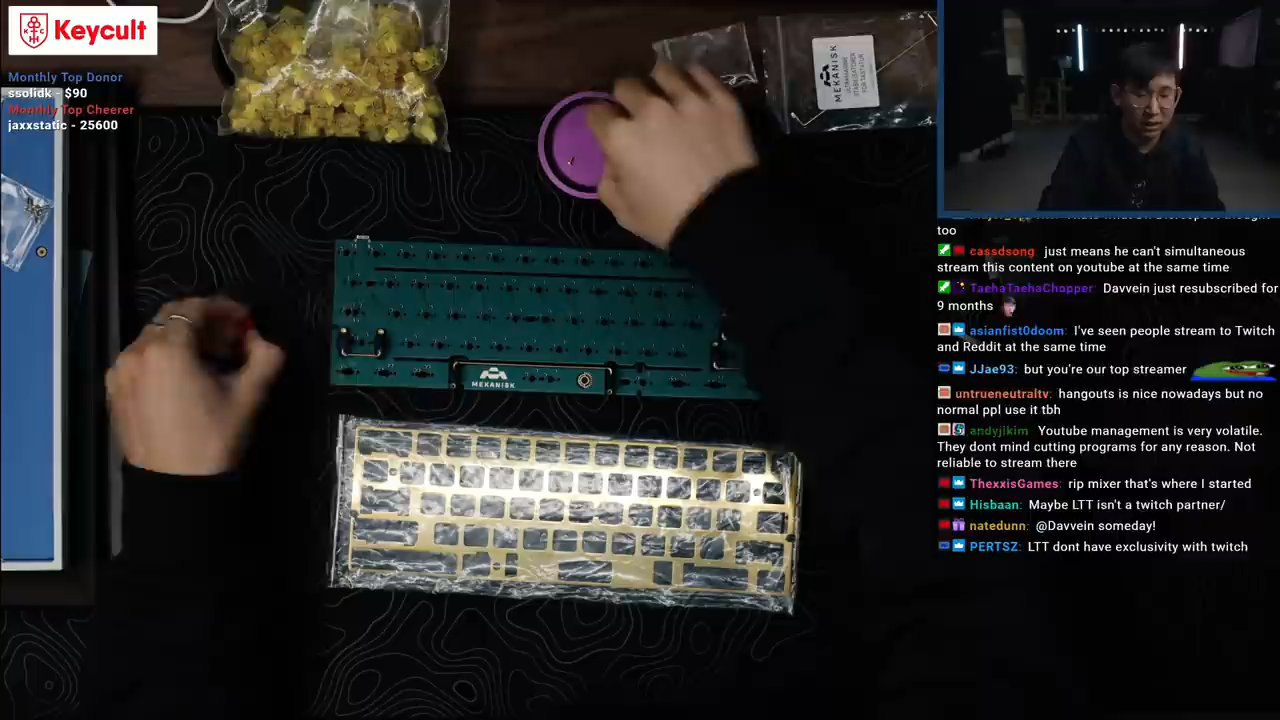 Keycult
Monthly Top Donor
ssolidk - $90
Monthly Top Cheerer
jaxxstatic - 25600
MEKANISK
ULTRAMARINE
STABILISATORER
FOR TASTATUR
MEKANISK
too
cassdsong: just means he can't simultaneous
stream this content on youtube at the same time
TaehaTaehaChopper: Davvein just resubscribed for
9 months
asianfist0doom: I've seen people stream to Twitch
and Reddit at the same time
JJae93: but you're our top streamer
untrueneutraltv: hangouts is nice nowadays but no
normal ppl use it tbh
andyjikim: Youtube management is very volatile.
They dont mind cutting programs for any reason. Not
reliable to stream there
ThexxisGames: rip mixer that's where I started
Hisbaan: Maybe LTT isn't a twitch partner/
natedunn: @Davvein someday!
PERTSZ: LTT dont have exclusivity with twitch